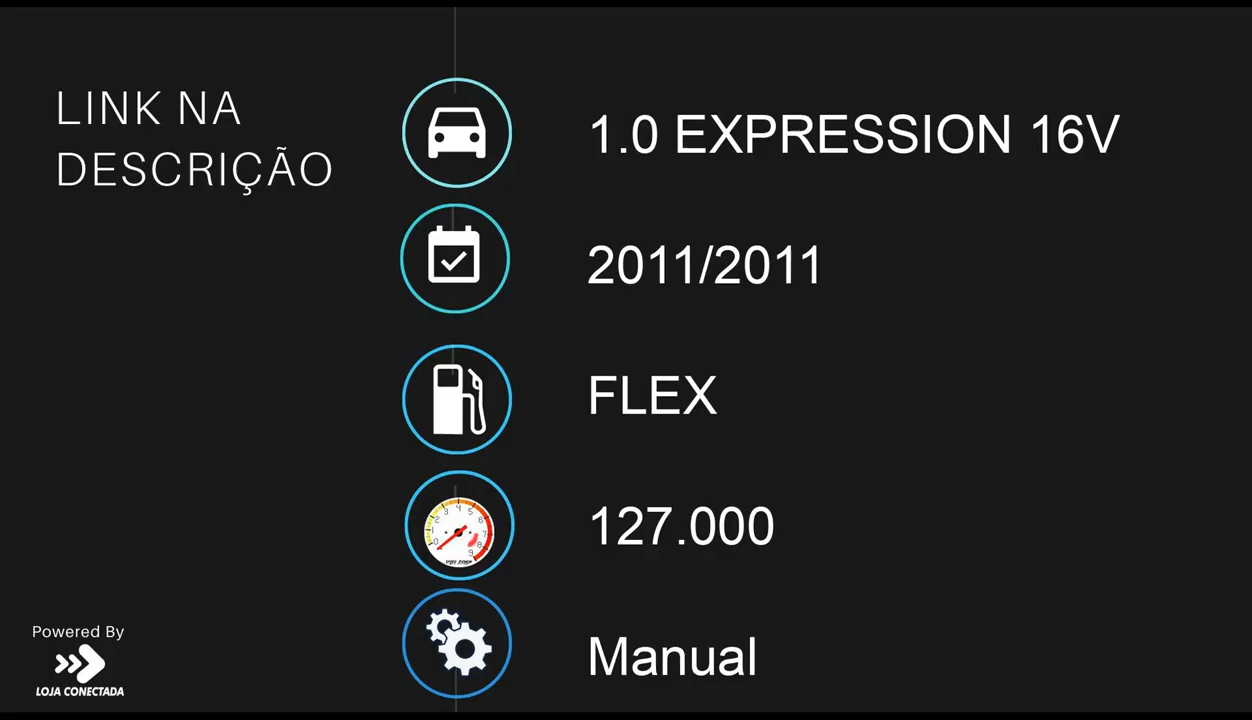 LINK NA
DESCRIÇÃO
1.0 EXPRESSION 16V
2011/2011
FLEX
127.000
Manual
Powered By
LOJA CONECTADA